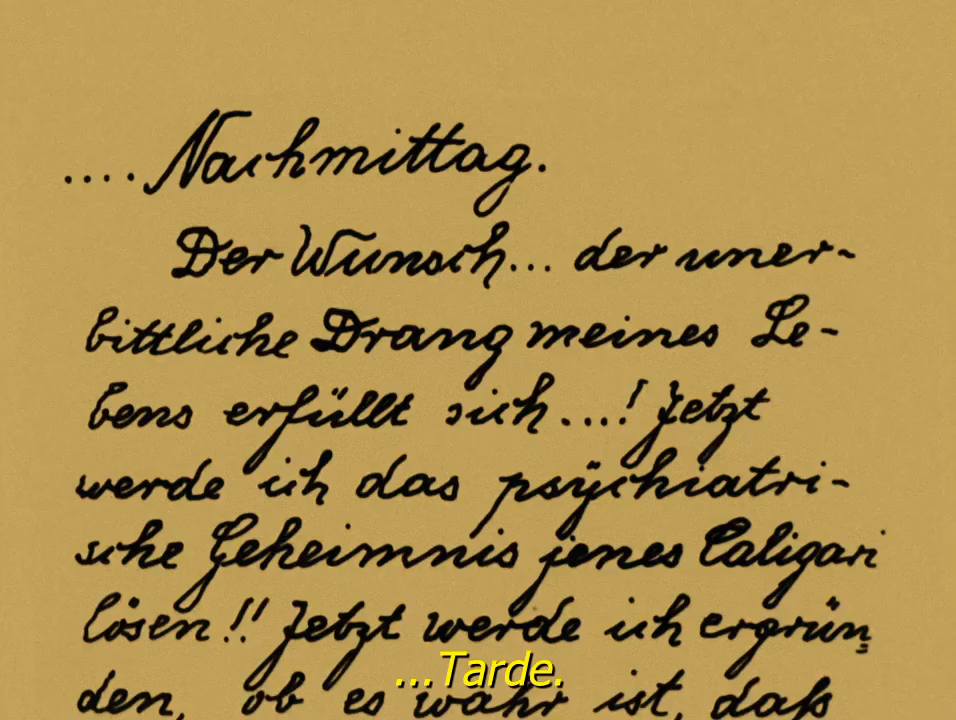 .... Nachmittag.
Der Wunsch... der uner-
bittliche Drang meines Le-
bens erfüllt sich...! Jetzt
werde ich das psÿchiatri-
sche Geheimnis jenes Caligari
lösen!! Jetzt werde ich ergrün=
...Tarde.
den, ob es wahr ist, daß